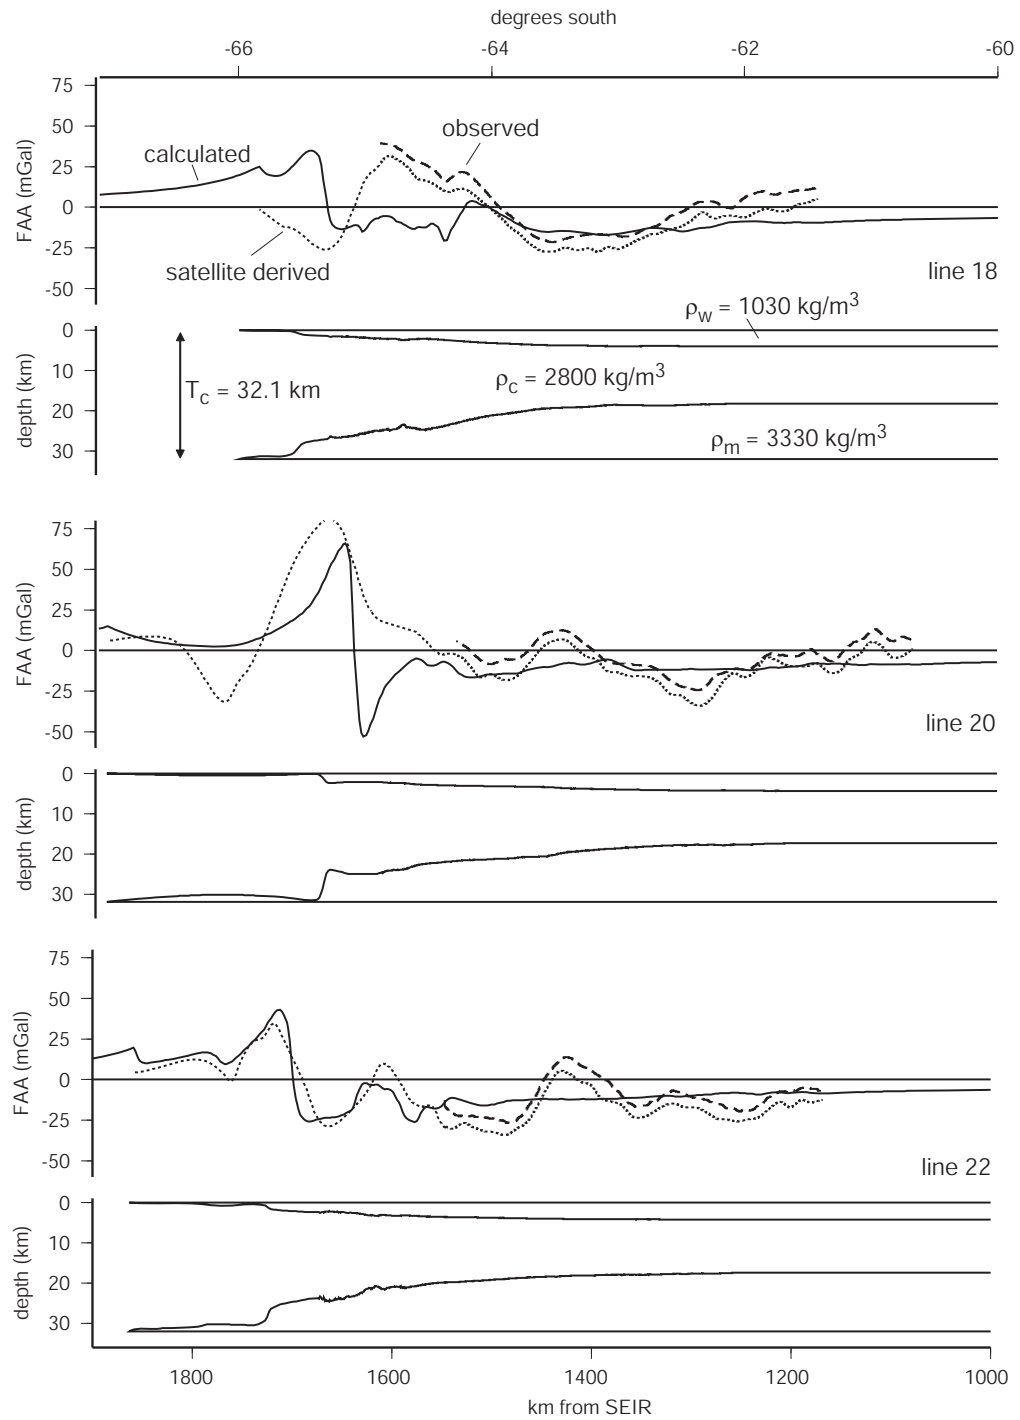 degrees south
-66 -64 -62 -60
75
50
25
0
-25
-50
FAA (mGal)
calculated
observed
satellite derived
line 18
0
10
20
30
depth (km)
T_c = 32.1 km
ρ_w = 1030 kg/m³
ρ_c = 2800 kg/m³
ρ_m = 3330 kg/m³
75
50
25
0
-25
-50
FAA (mGal)
line 20
0
10
20
30
depth (km)
75
50
25
0
-25
-50
FAA (mGal)
line 22
0
10
20
30
depth (km)
1800 1600 1400 1200 1000
km from SEIR